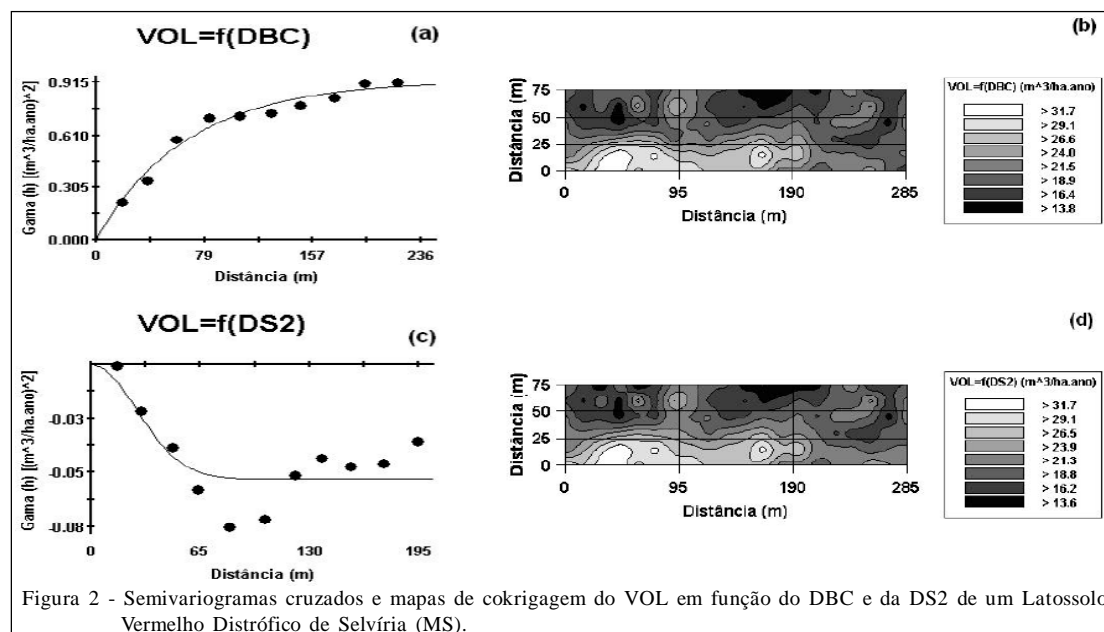 VOL=f(DBC)
(a)
0.915
0.610
0.305
0.000
Gama (h) [(m^3/ha.ano)^2]
0 79 157 236
Distância (m)
(b)
75
50
25
0
Distância (m)
0 95 190 285
Distância (m)
VOL=f(DBC) (m^3/ha.ano)
> 31.7
> 29.1
> 26.6
> 24.0
> 21.5
> 18.9
> 16.4
> 13.8
VOL=f(DS2)
(c)
-0.03
-0.05
-0.08
Gama (h) [(m^3/ha.ano)^2]
0 65 130 195
Distância (m)
(d)
75
50
25
0
Distância (m)
0 95 190 285
Distância (m)
VOL=f(DS2) (m^3/ha.ano)
> 31.7
> 29.1
> 26.5
> 23.9
> 21.3
> 18.8
> 16.2
> 13.6
Figura 2 - Semivariogramas cruzados e mapas de cokrigagem do VOL em função do DBC e da DS2 de um Latossolo
Vermelho Distrófico de Selvíria (MS).